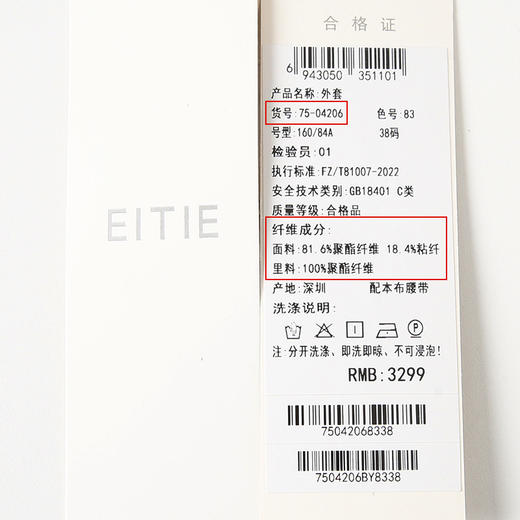 EITIE
合格证
6 943050 351101
产品名称:外套
货号:75-04206 色号:83
号型:160/84A 38码
检验员:01
执行标准:FZ/T81007-2022
安全技术类别:GB18401 C类
质量等级:合格品
纤维成分:
面料:81.6%聚酯纤维 18.4%粘纤
里料:100%聚酯纤维
产地:深圳 配本布腰带
洗涤说明:
P
注:分开洗涤、即洗即晾、不可浸泡!
RMB:3299
75042068338
7504206BY8338